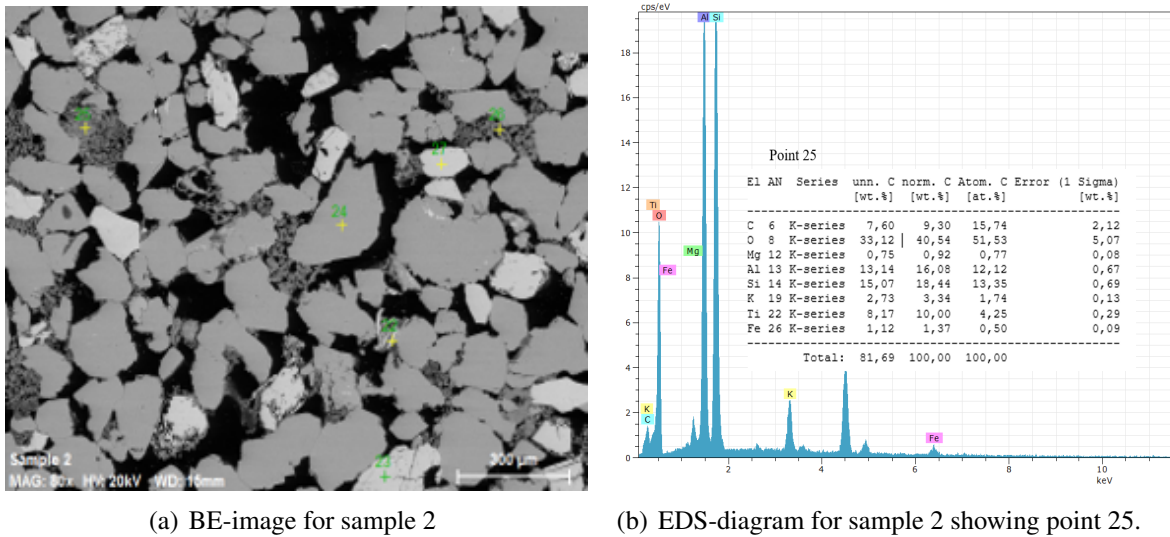 25
26
27
24
23
Sample 2
MAG: 80x HV: 20kV WD: 15mm
300 µm
(a) BE-image for sample 2
cps/eV
Al Si
18
16
14
12
10
8
6
4
2
0
Ti
O
Fe
Mg
K
C
K
Fe
2 4 6 8 10
keV
Point 25
El AN Series unn. C norm. C Atom. C Error (1 Sigma)
[wt.%] [wt.%] [at.%] [wt.%]
C 6 K-series 7,60 9,30 15,74 2,12
O 8 K-series 33,12 40,54 51,53 5,07
Mg 12 K-series 0,75 0,92 0,77 0,08
Al 13 K-series 13,14 16,08 12,12 0,67
Si 14 K-series 15,07 18,44 13,35 0,69
K 19 K-series 2,73 3,34 1,74 0,13
Ti 22 K-series 8,17 10,00 4,25 0,29
Fe 26 K-series 1,12 1,37 0,50 0,09
Total: 81,69 100,00 100,00
(b) EDS-diagram for sample 2 showing point 25.